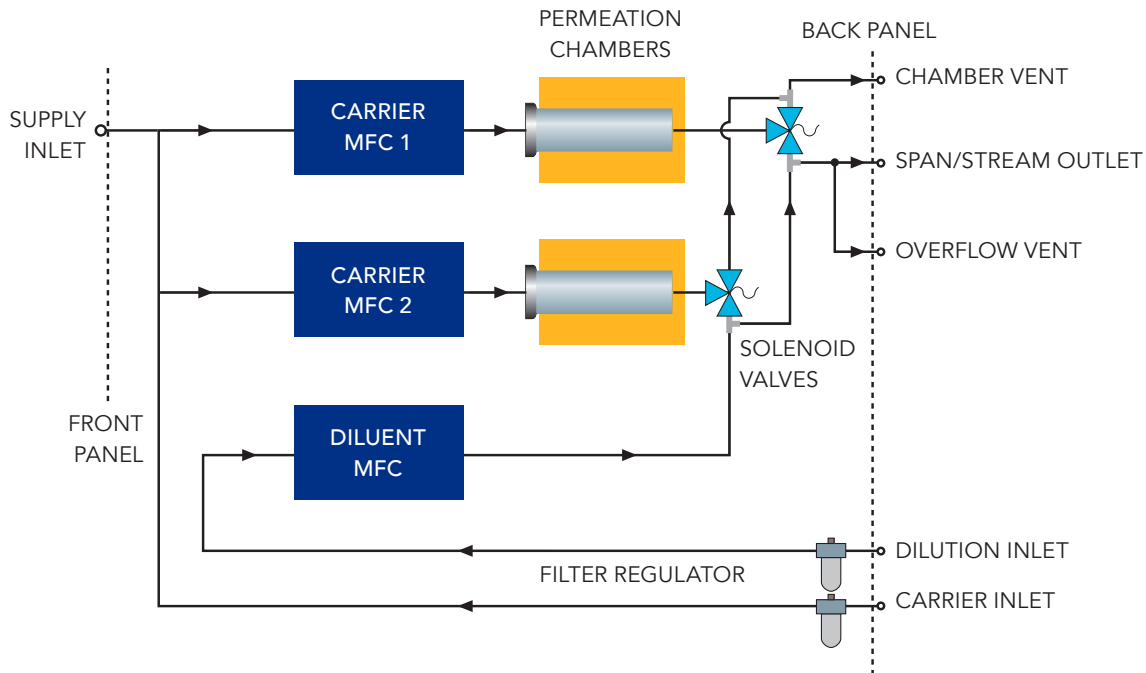 PERMEATION
CHAMBERS
BACK PANEL
SUPPLY
INLET
CARRIER
MFC 1
CHAMBER VENT
SPAN/STREAM OUTLET
OVERFLOW VENT
CARRIER
MFC 2
SOLENOID
VALVES
FRONT
PANEL
DILUENT
MFC
DILUTION INLET
FILTER REGULATOR
CARRIER INLET